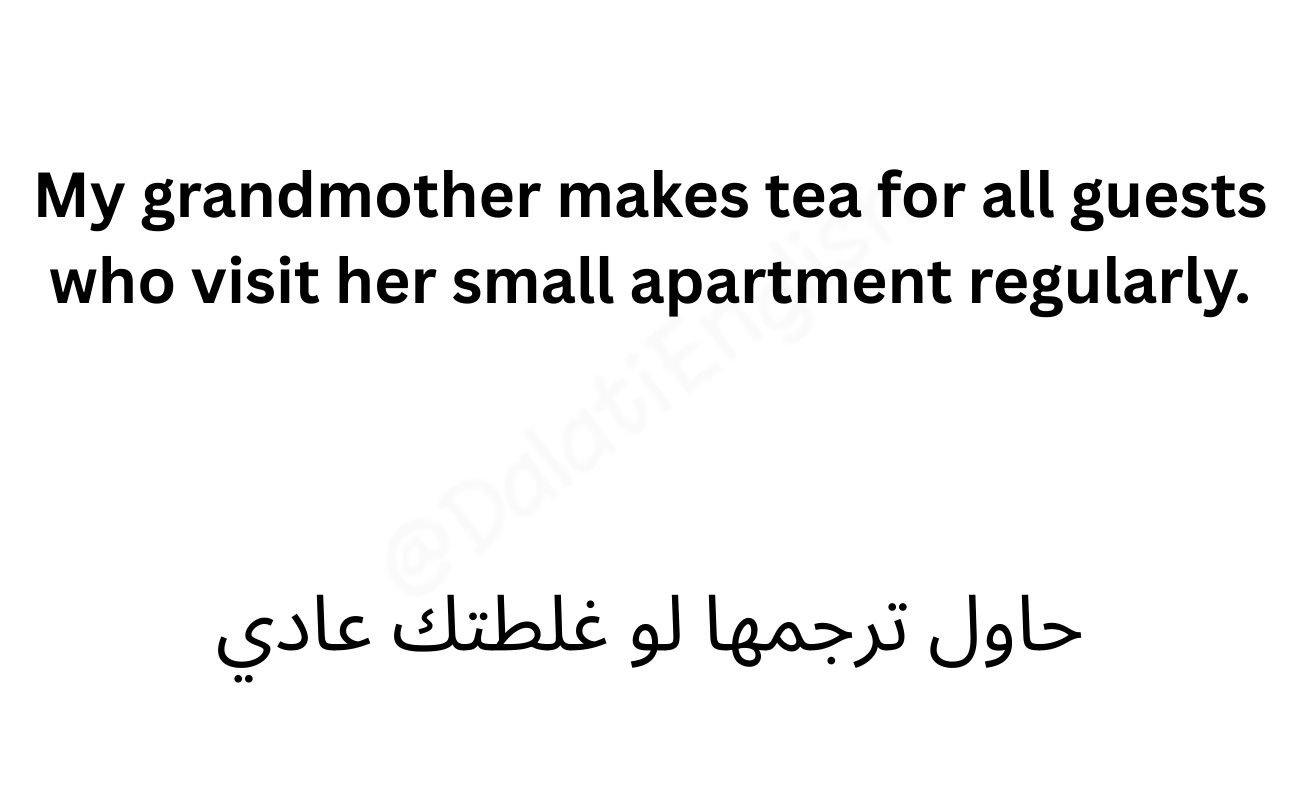 My grandmother makes tea for all guests
who visit her small apartment regularly.
@DalatiEnglish
حاول ترجمها لو غلطتك عادي